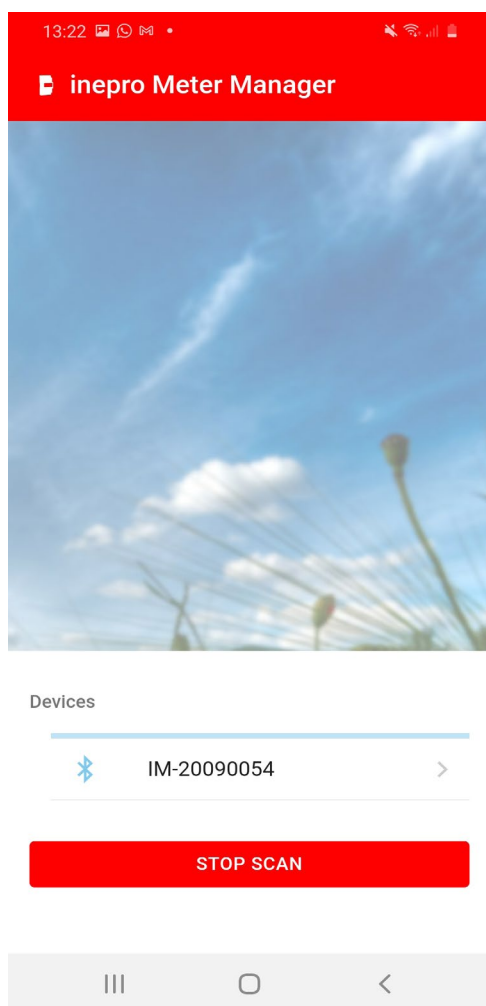 13:22
inepro Meter Manager
Devices
IM-20090054
STOP SCAN